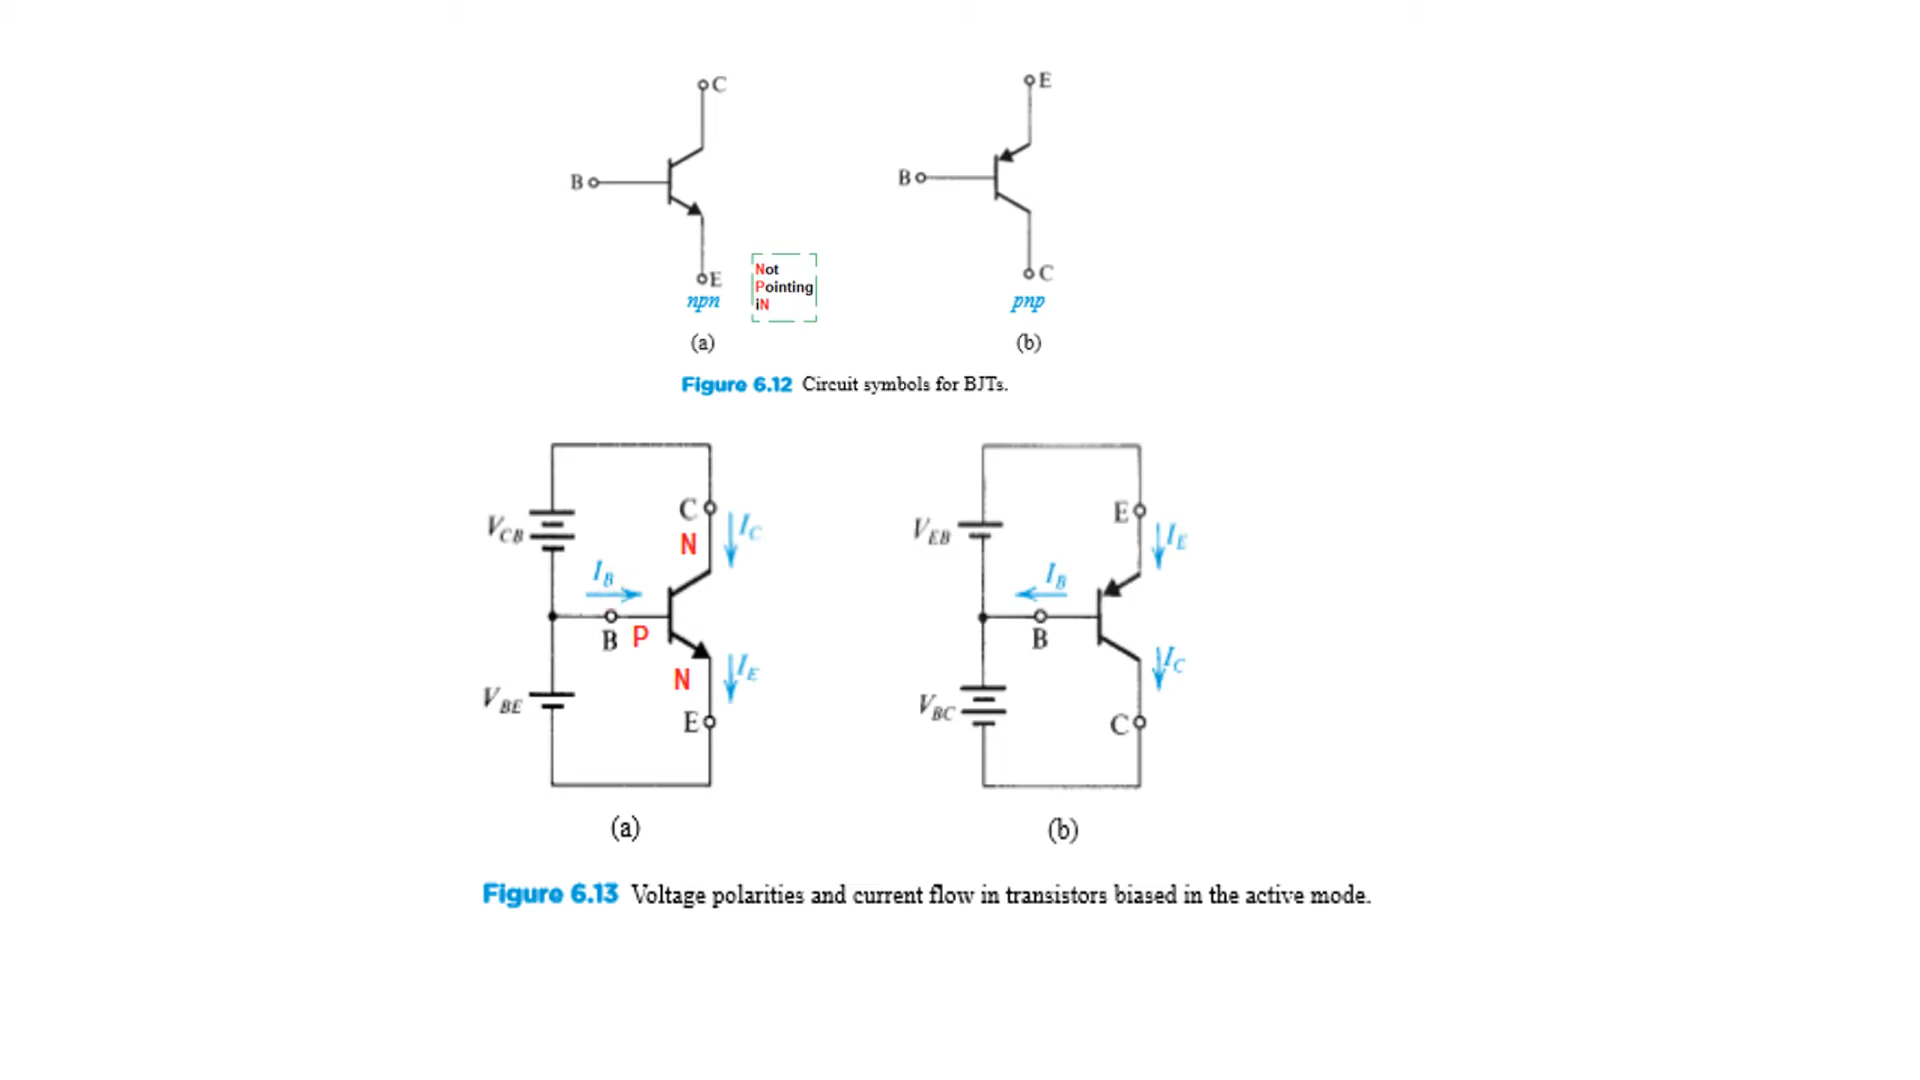 C
B
E
npn
Not
Pointing
iN
(a)
E
B
C
pnp
(b)
Figure 6.12 Circuit symbols for BJTs.
VCB
C
N
IC
IB
B P
N
IE
VBE
E
(a)
VEB
E
IE
IB
B
IC
VBC
C
(b)
Figure 6.13 Voltage polarities and current flow in transistors biased in the active mode.